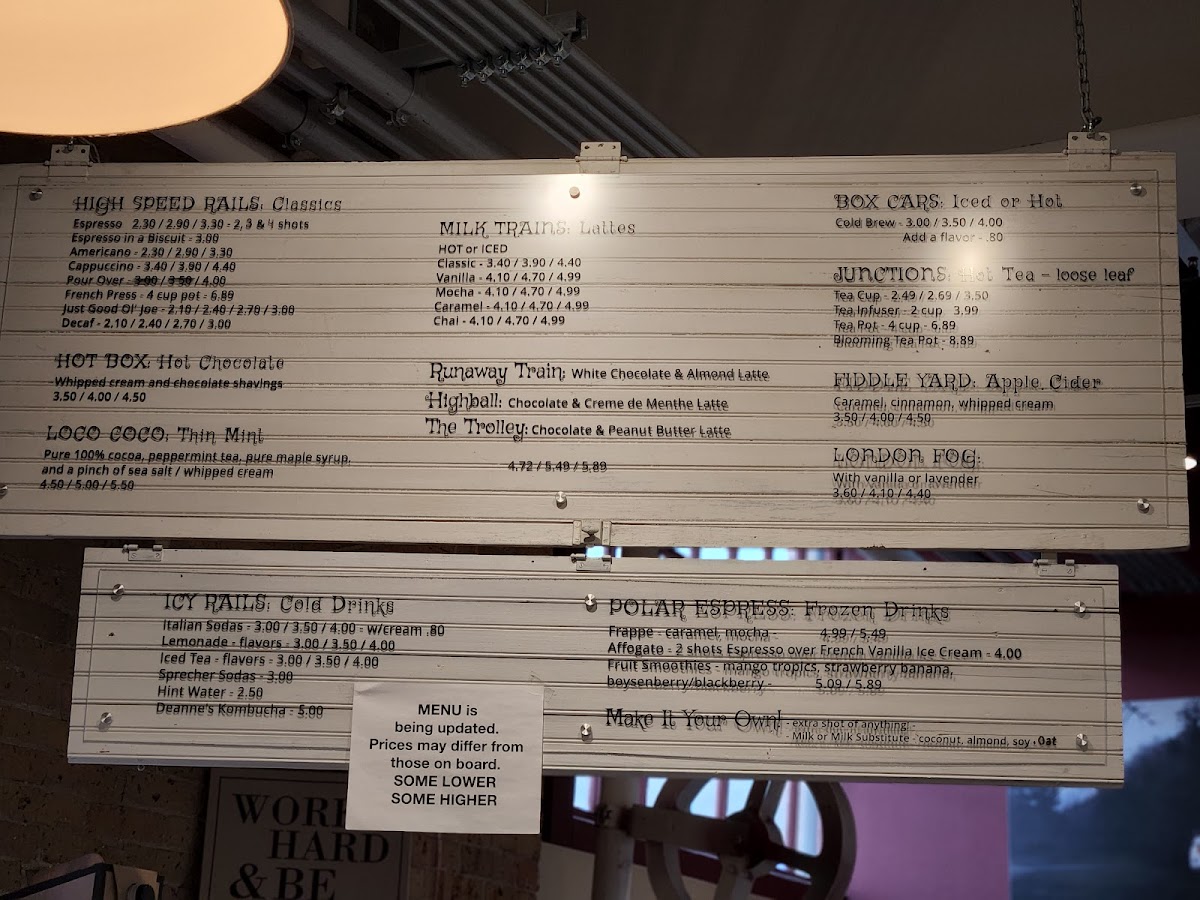 HIGH SPEED RAILS: Classics
Espresso 2.30 / 2.90 / 3.30 - 2, 3 & 4 shots
Espresso in a Biscuit - 3.00
Americano - 2.30 / 2.90 / 3.30
Cappuccino - 3.40 / 3.90 / 4.40
Pour Over - 3.00 / 3.50 / 4.00
French Press - 4 cup pot - 6.89
Just Good Ol' Joe - 2.10 / 2.40 / 2.70 / 3.00
Decaf - 2.10 / 2.40 / 2.70 / 3.00
HOT BOX: Hot Chocolate
Whipped cream and chocolate shavings
3.50 / 4.00 / 4.50
LOCO COCO: Thin Mint
Pure 100% cocoa, peppermint tea, pure maple syrup,
and a pinch of sea salt / whipped cream
4.50 / 5.00 / 5.50
MILK TRAINS: Lattes
HOT or ICED
Classic - 3.40 / 3.90 / 4.40
Vanilla - 4.10 / 4.70 / 4.99
Mocha - 4.10 / 4.70 / 4.99
Caramel - 4.10 / 4.70 / 4.99
Chai - 4.10 / 4.70 / 4.99
Runaway Train: White Chocolate & Almond Latte
Highball: Chocolate & Creme de Menthe Latte
The Trolley: Chocolate & Peanut Butter Latte
4.72 / 5.49 / 5.89
BOX CARS: Iced or Hot
Cold Brew - 3.00 / 3.50 / 4.00
Add a flavor - .80
JUNCTIONS: Hot Tea - loose leaf
Tea Cup - 2.49 / 2.69 / 3.50
Tea Infuser - 2 cup 3.99
Tea Pot - 4 cup - 6.89
Blooming Tea Pot - 8.89
FIDDLE YARD: Apple Cider
Caramel, cinnamon, whipped cream
3.50 / 4.00 / 4.50
LONDON FOG:
With vanilla or lavender
3.60 / 4.10 / 4.40
ICY RAILS: Cold Drinks
Italian Sodas - 3.00 / 3.50 / 4.00 - w/cream .80
Lemonade - flavors - 3.00 / 3.50 / 4.00
Iced Tea - flavors - 3.00 / 3.50 / 4.00
Sprecher Sodas - 3.00
Hint Water - 2.50
Deanne's Kombucha - 5.00
POLAR ESPRESS: Frozen Drinks
Frappe - caramel, mocha - 4.99 / 5.49
Affogato - 2 shots Espresso over French Vanilla Ice Cream - 4.00
Fruit Smoothies - mango tropics, strawberry banana,
boysenberry/blackberry - 5.09 / 5.89
Make It Your Own! - extra shot of anything! -
- Milk or Milk Substitute - coconut, almond, soy, Oat
MENU is
being updated.
Prices may differ from
those on board.
SOME LOWER
SOME HIGHER
WORK
HARD
& BE